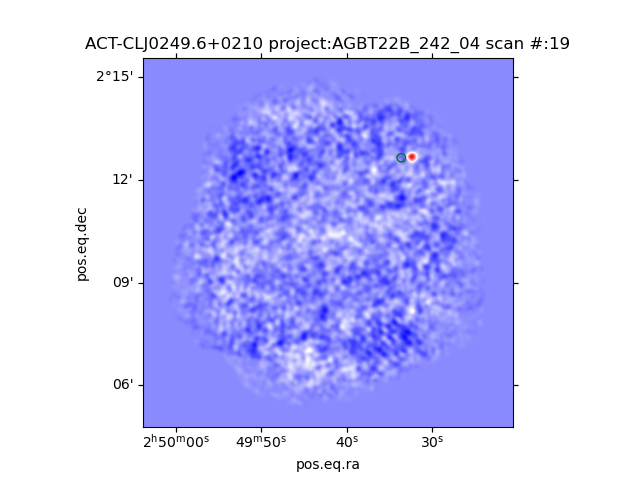 ACT-CLJ0249.6+0210 project:AGBT22B_242_04 scan #:19
2°15'
12'
09'
06'
pos.eq.dec
2ʰ50ᵐ00ˢ 49ᵐ50ˢ 40ˢ 30ˢ
pos.eq.ra